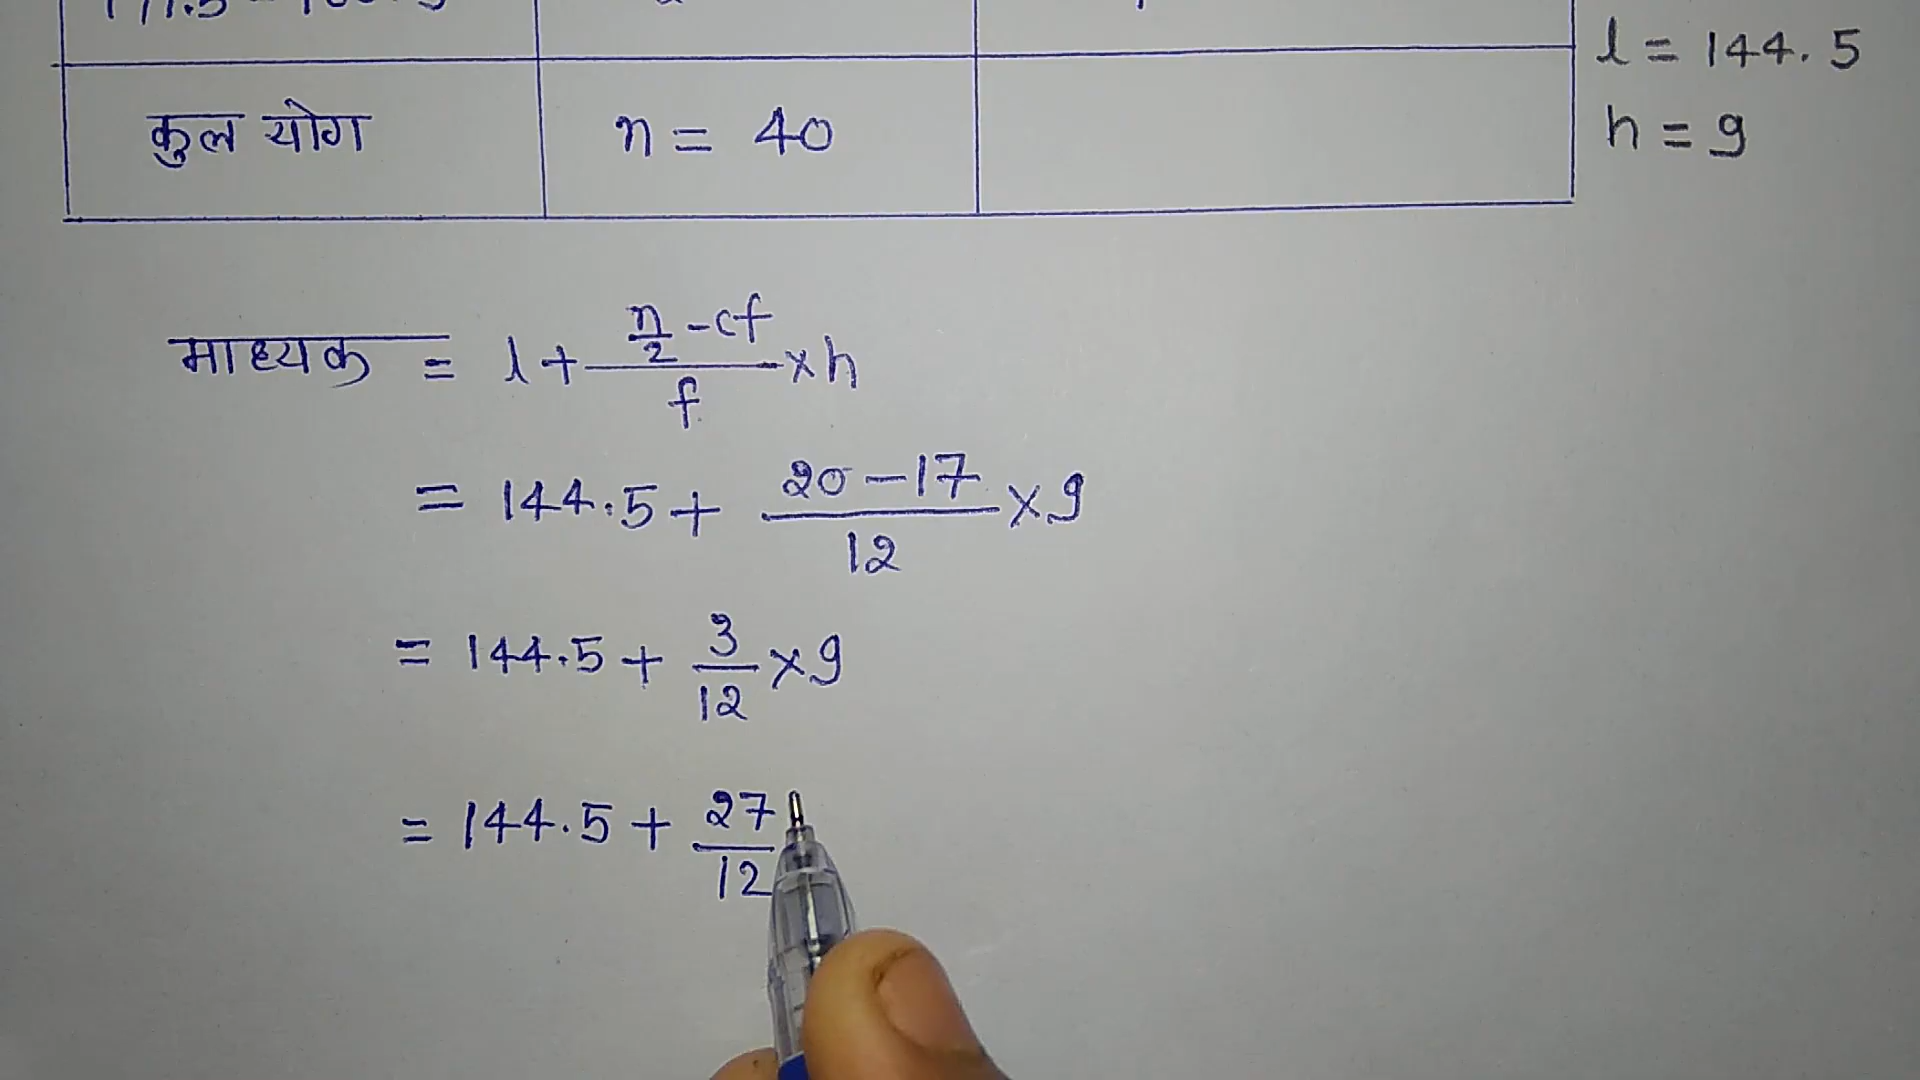 l = 144.5
कुल योग n = 40 h = 9
माध्यक = l + (n/2 - cf)/f × h
= 144.5 + (20 - 17)/12 × 9
= 144.5 + 3/12 × 9
= 144.5 + 27/12